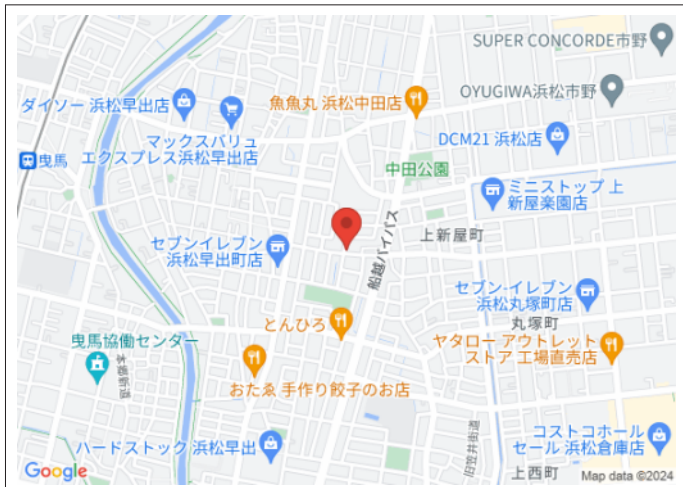 SUPER CONCORDE市野
ダイソー 浜松早出店
魚魚丸 浜松中田店
OYUGIWA浜松市野
マックスバリュ
エクスプレス浜松早出店
DCM21 浜松店
曳馬
中田公園
ミニストップ 上
新屋楽園店
セブンイレブン
浜松早出町店
船越バイパス
上新屋町
セブン-イレブン
浜松丸塚町店
とんひろ
丸塚町
曳馬協働センター
ヤタロー アウトレット
ストア 工場直売店
おたゑ 手作り餃子のお店
旧笠井街道
ハードストック 浜松早出
コストコホール
セール 浜松倉庫店
上西町
Google
Map data ©2024